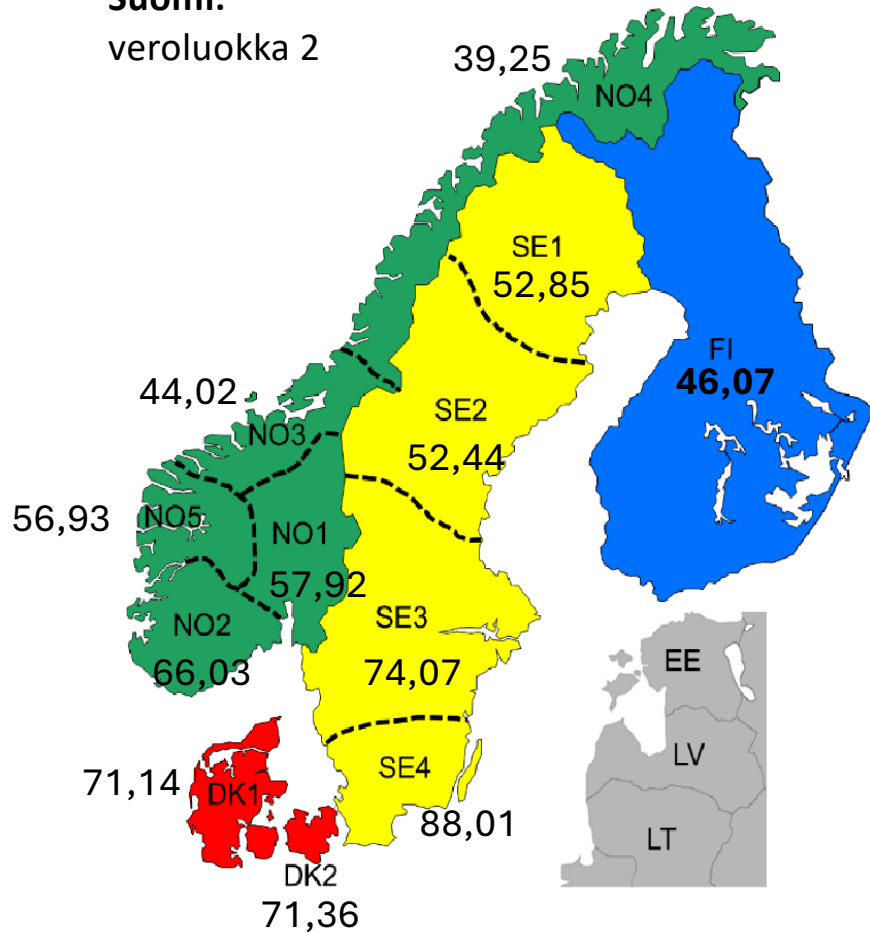 Suomi:
veroluokka 2
39,25
NO4
SE1
52,85
FI
46,07
44,02
NO3
SE2
52,44
56,93
NO5
NO1
57,92
NO2
66,03
SE3
74,07
EE
71,14
DK1
SE4
88,01
LV
LT
DK2
71,36